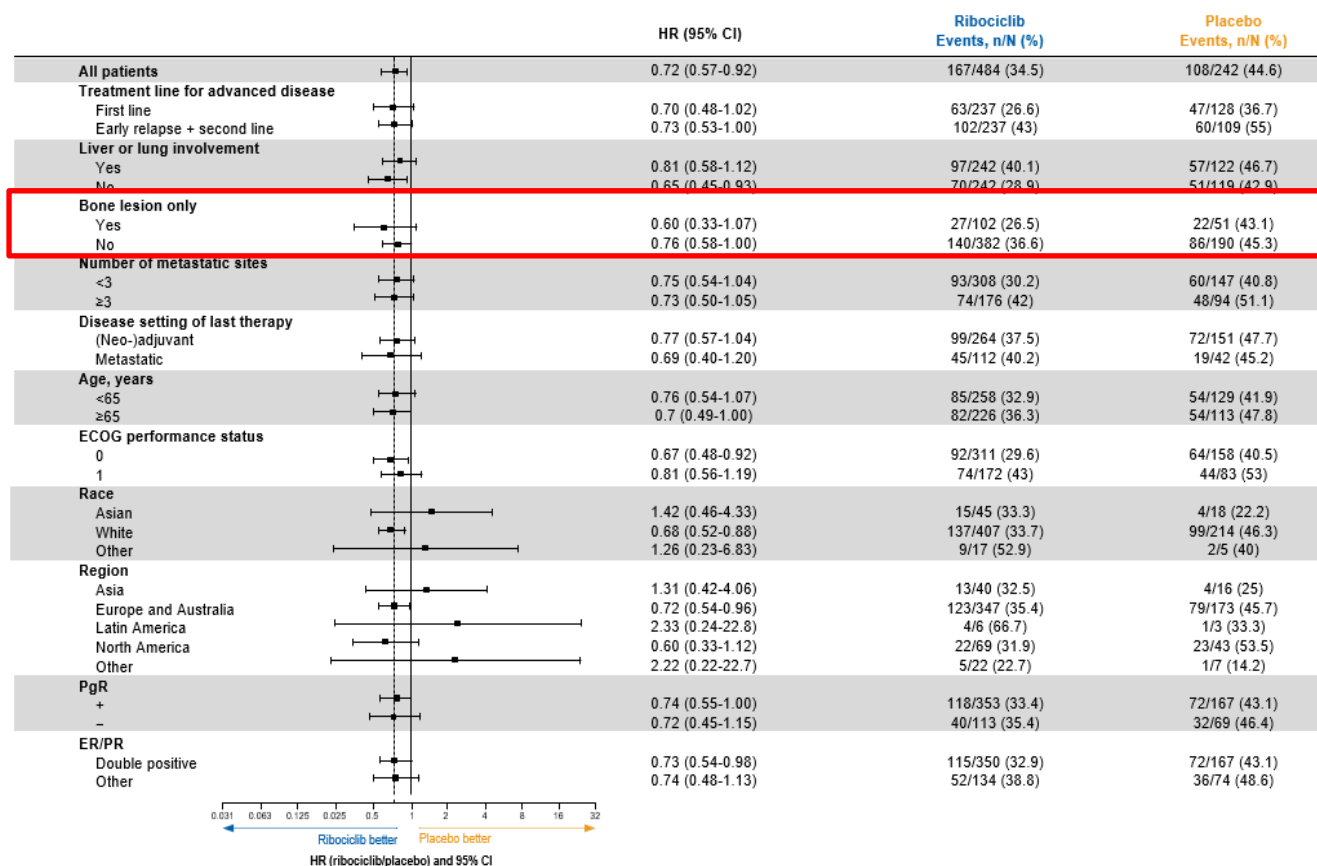 HR (95% CI) Ribociclib Events, n/N (%) Placebo Events, n/N (%)
All patients 0.72 (0.57-0.92) 167/484 (34.5) 108/242 (44.6)
Treatment line for advanced disease
First line 0.70 (0.48-1.02) 63/237 (26.6) 47/128 (36.7)
Early relapse + second line 0.73 (0.53-1.00) 102/237 (43) 60/109 (55)
Liver or lung involvement
Yes 0.81 (0.58-1.12) 97/242 (40.1) 57/122 (46.7)
No 0.65 (0.45-0.93) 70/242 (28.9) 51/119 (42.9)
Bone lesion only
Yes 0.60 (0.33-1.07) 27/102 (26.5) 22/51 (43.1)
No 0.76 (0.58-1.00) 140/382 (36.6) 86/190 (45.3)
Number of metastatic sites
<3 0.75 (0.54-1.04) 93/308 (30.2) 60/147 (40.8)
≥3 0.73 (0.50-1.05) 74/176 (42) 48/94 (51.1)
Disease setting of last therapy
(Neo-)adjuvant 0.77 (0.57-1.04) 99/264 (37.5) 72/151 (47.7)
Metastatic 0.69 (0.40-1.20) 45/112 (40.2) 19/42 (45.2)
Age, years
<65 0.76 (0.54-1.07) 85/258 (32.9) 54/129 (41.9)
≥65 0.7 (0.49-1.00) 82/226 (36.3) 54/113 (47.8)
ECOG performance status
0 0.67 (0.48-0.92) 92/311 (29.6) 64/158 (40.5)
1 0.81 (0.56-1.19) 74/172 (43) 44/83 (53)
Race
Asian 1.42 (0.46-4.33) 15/45 (33.3) 4/18 (22.2)
White 0.68 (0.52-0.88) 137/407 (33.7) 99/214 (46.3)
Other 1.26 (0.23-6.83) 9/17 (52.9) 2/5 (40)
Region
Asia 1.31 (0.42-4.06) 13/40 (32.5) 4/16 (25)
Europe and Australia 0.72 (0.54-0.96) 123/347 (35.4) 79/173 (45.7)
Latin America 2.33 (0.24-22.8) 4/6 (66.7) 1/3 (33.3)
North America 0.60 (0.33-1.12) 22/69 (31.9) 23/43 (53.5)
Other 2.22 (0.22-22.7) 5/22 (22.7) 1/7 (14.2)
PgR
+ 0.74 (0.55-1.00) 118/353 (33.4) 72/167 (43.1)
– 0.72 (0.45-1.15) 40/113 (35.4) 32/69 (46.4)
ER/PR
Double positive 0.73 (0.54-0.98) 115/350 (32.9) 72/167 (43.1)
Other 0.74 (0.48-1.13) 52/134 (38.8) 36/74 (48.6)
0.031 0.063 0.125 0.025 0.5 1 2 4 8 16 32
Ribociclib better Placebo better
HR (ribociclib/placebo) and 95% CI